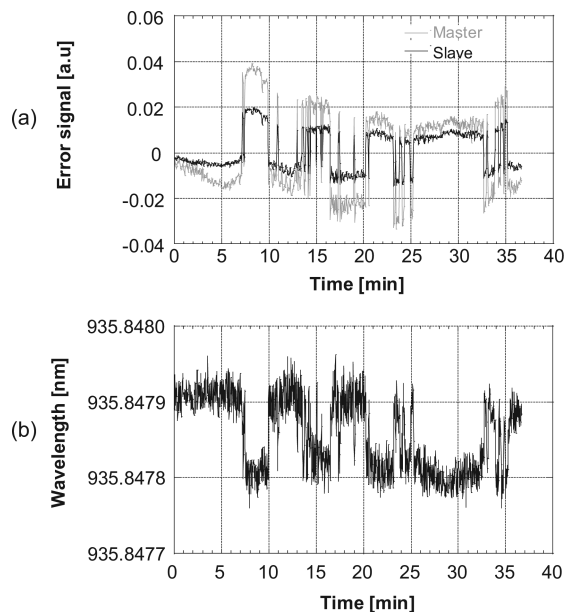 (a)
Error signal [a.u]
0.06
0.04
0.02
0
-0.02
-0.04
Master
Slave
0 5 10 15 20 25 30 35 40
Time [min]
(b)
Wavelength [nm]
935.8480
935.8479
935.8478
935.8477
0 5 10 15 20 25 30 35 40
Time [min]